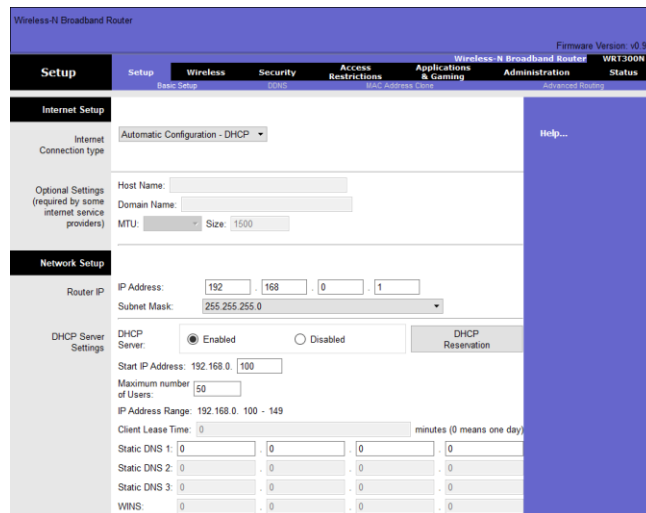 Wireless-N Broadband Router
Firmware Version: v0.9
Wireless-N Broadband Router WRT300N
Setup
Setup Wireless Security Access Restrictions Applications & Gaming Administration Status
Basic Setup DDNS MAC Address Clone Advanced Routing
Internet Setup
Help...
Internet Connection type
Automatic Configuration - DHCP
Optional Settings (required by some internet service providers)
Host Name:
Domain Name:
MTU: Size: 1500
Network Setup
Router IP
IP Address: 192 . 168 . 0 . 1
Subnet Mask: 255.255.255.0
DHCP Server Settings
DHCP Server: Enabled Disabled DHCP Reservation
Start IP Address: 192.168.0. 100
Maximum number of Users: 50
IP Address Range: 192.168.0. 100 - 149
Client Lease Time: 0 minutes (0 means one day)
Static DNS 1: 0 . 0 . 0 . 0
Static DNS 2: 0 . 0 . 0 . 0
Static DNS 3: 0 . 0 . 0 . 0
WINS: 0 . 0 . 0 . 0